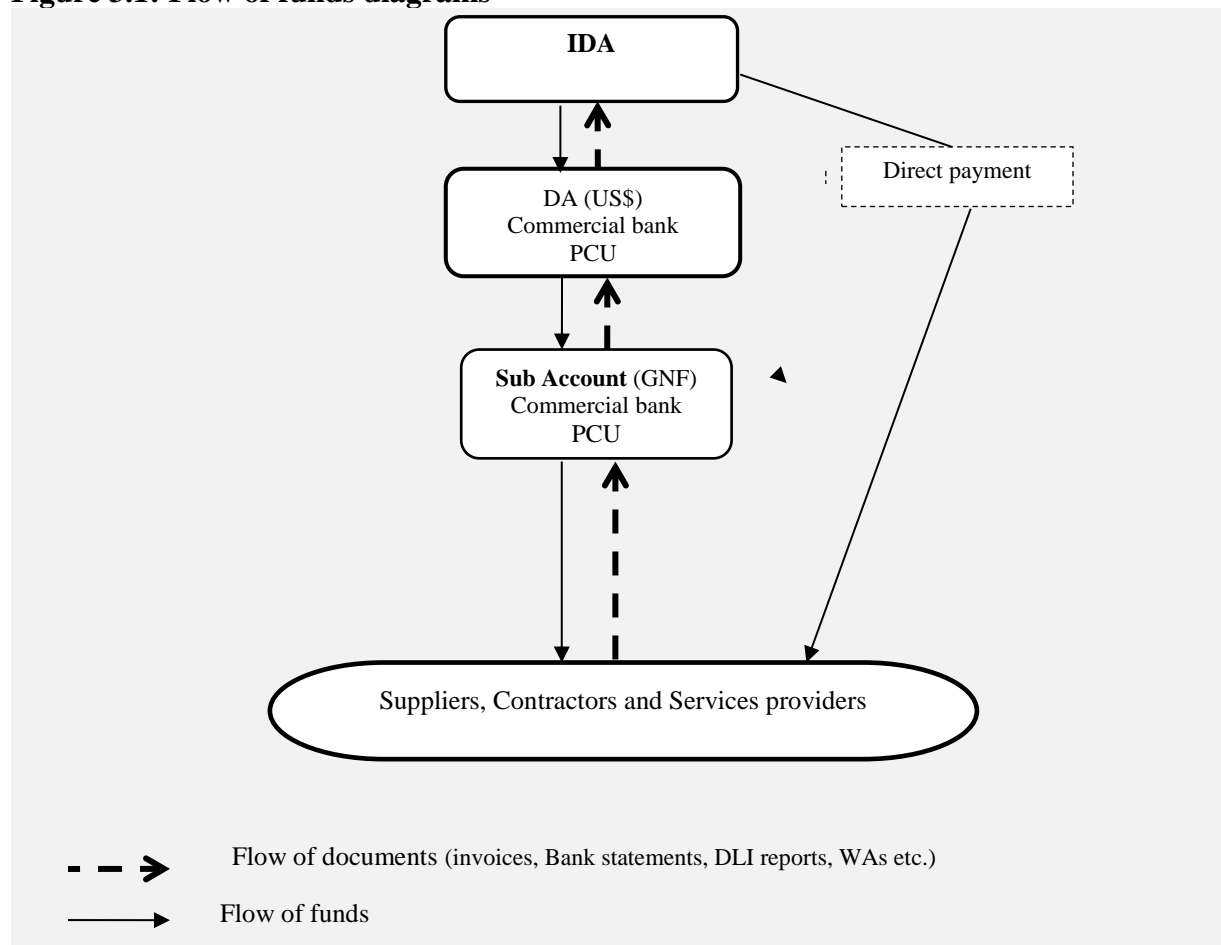 Figure 3.1: Flow of funds diagrams
IDA
Direct payment
DA (US$)
Commercial bank
PCU
Sub Account (GNF)
Commercial bank
PCU
Suppliers, Contractors and Services providers
Flow of documents (invoices, Bank statements, DLI reports, WAs etc.)
Flow of funds